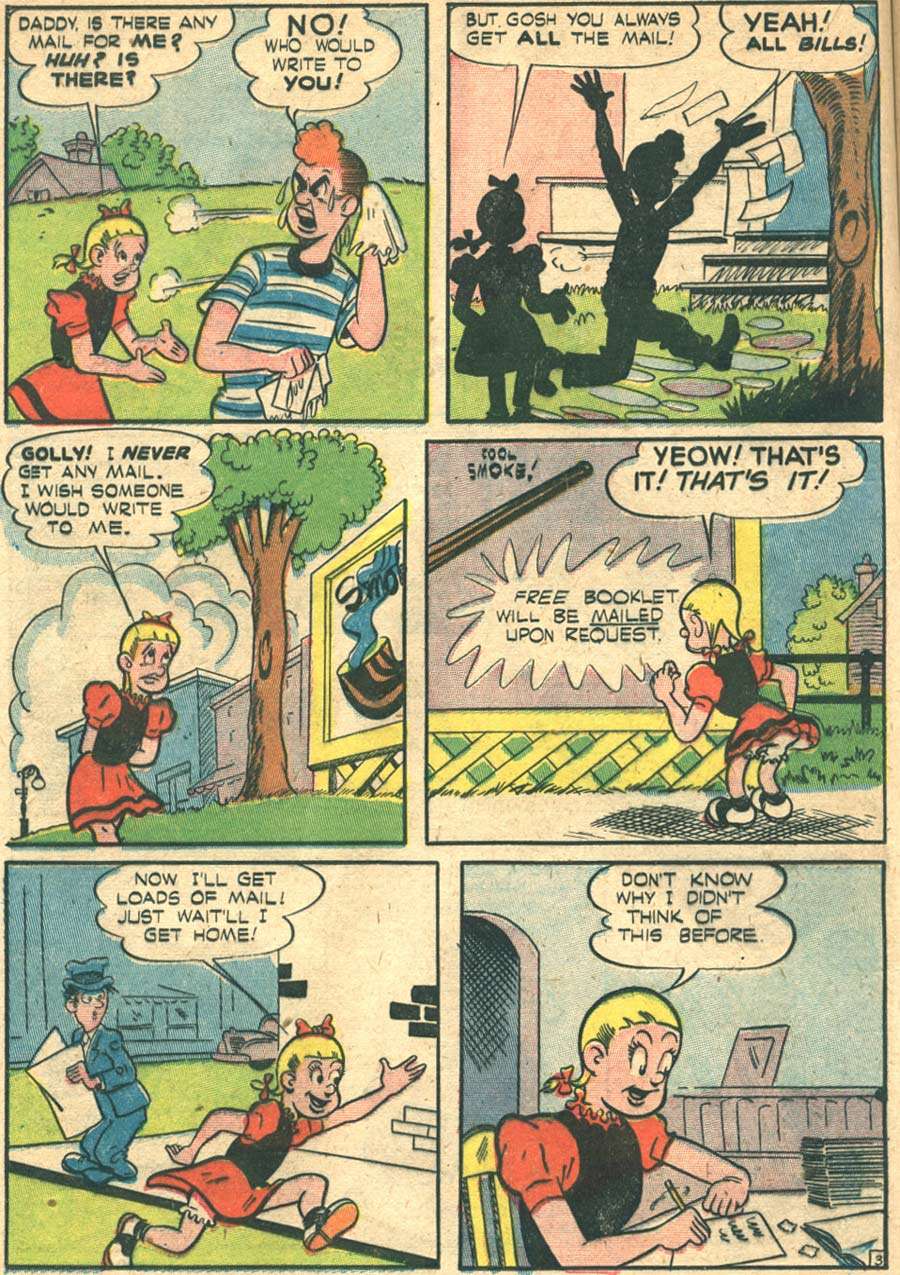 DADDY, IS THERE ANY
MAIL FOR ME?
HUH? IS
THERE?
NO!
WHO WOULD
WRITE TO
YOU!
BUT, GOSH YOU ALWAYS
GET ALL THE MAIL!
YEAH!
ALL BILLS!
GOLLY! I NEVER
GET ANY MAIL.
I WISH SOMEONE
WOULD WRITE
TO ME.
SMO
COOL
SMOKE!
YEOW! THAT'S
IT! THAT'S IT!
FREE BOOKLET
WILL BE MAILED
UPON REQUEST.
NOW I'LL GET
LOADS OF MAIL!
JUST WAIT'LL I
GET HOME!
DON'T KNOW
WHY I DIDN'T
THINK OF
THIS BEFORE.
3